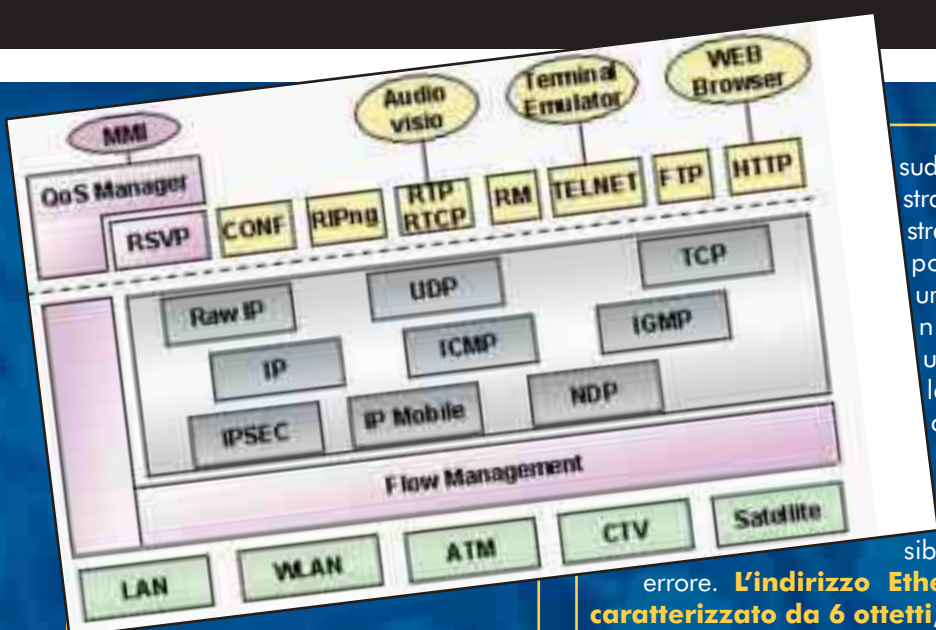 MMI
Audio
visio
Terminal
Emulator
WEB
Browser
QoS Manager
RSVP
CONF
RIPng
RTP
RTCP
RM
TELNET
FTP
HTTP
Raw IP
UDP
TCP
IP
ICMP
IGMP
IPSEC
IP Mobile
NDP
Flow Management
LAN
WLAN
ATM
CTV
Satellite
errore. L'indirizzo
caratterizzato da 6 ottetti,